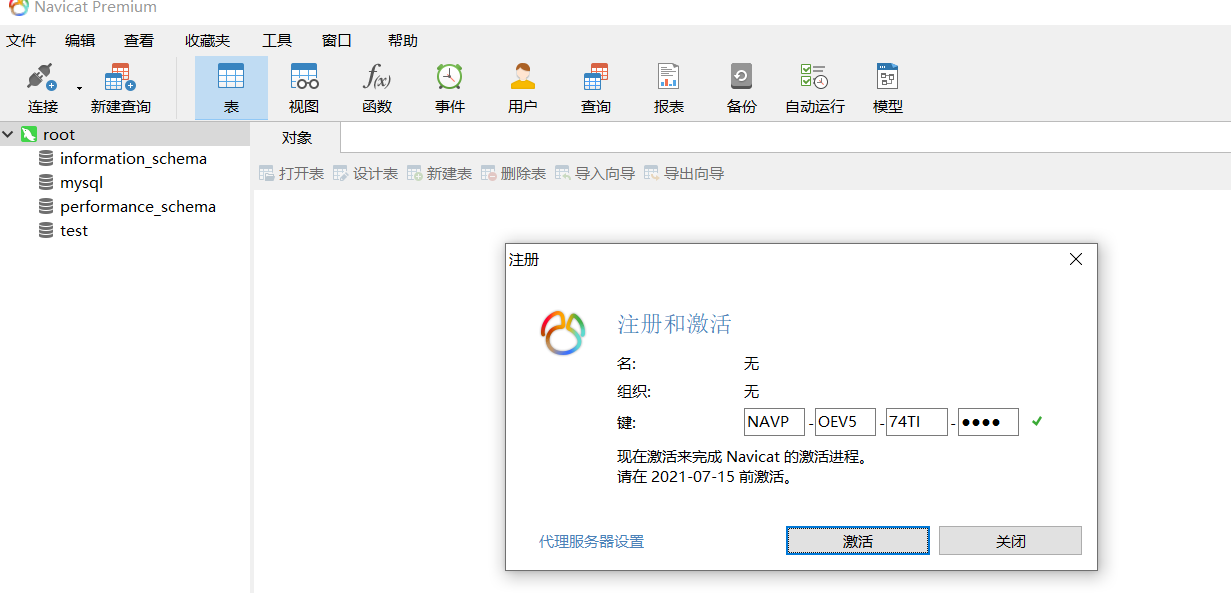 Navicat Premium
文件 编辑 查看 收藏夹 工具 窗口 帮助
连接 新建查询 表 视图 函数 事件 用户 查询 报表 备份 自动运行 模型
root
对象
information_schema
mysql
performance_schema
test
打开表 设计表 新建表 删除表 导入向导 导出向导
注册
注册和激活
名: 无
组织: 无
键: NAVP - OEV5 - 74TI - ●●●●
现在激活来完成 Navicat 的激活进程。
请在 2021-07-15 前激活。
代理服务器设置 激活 关闭